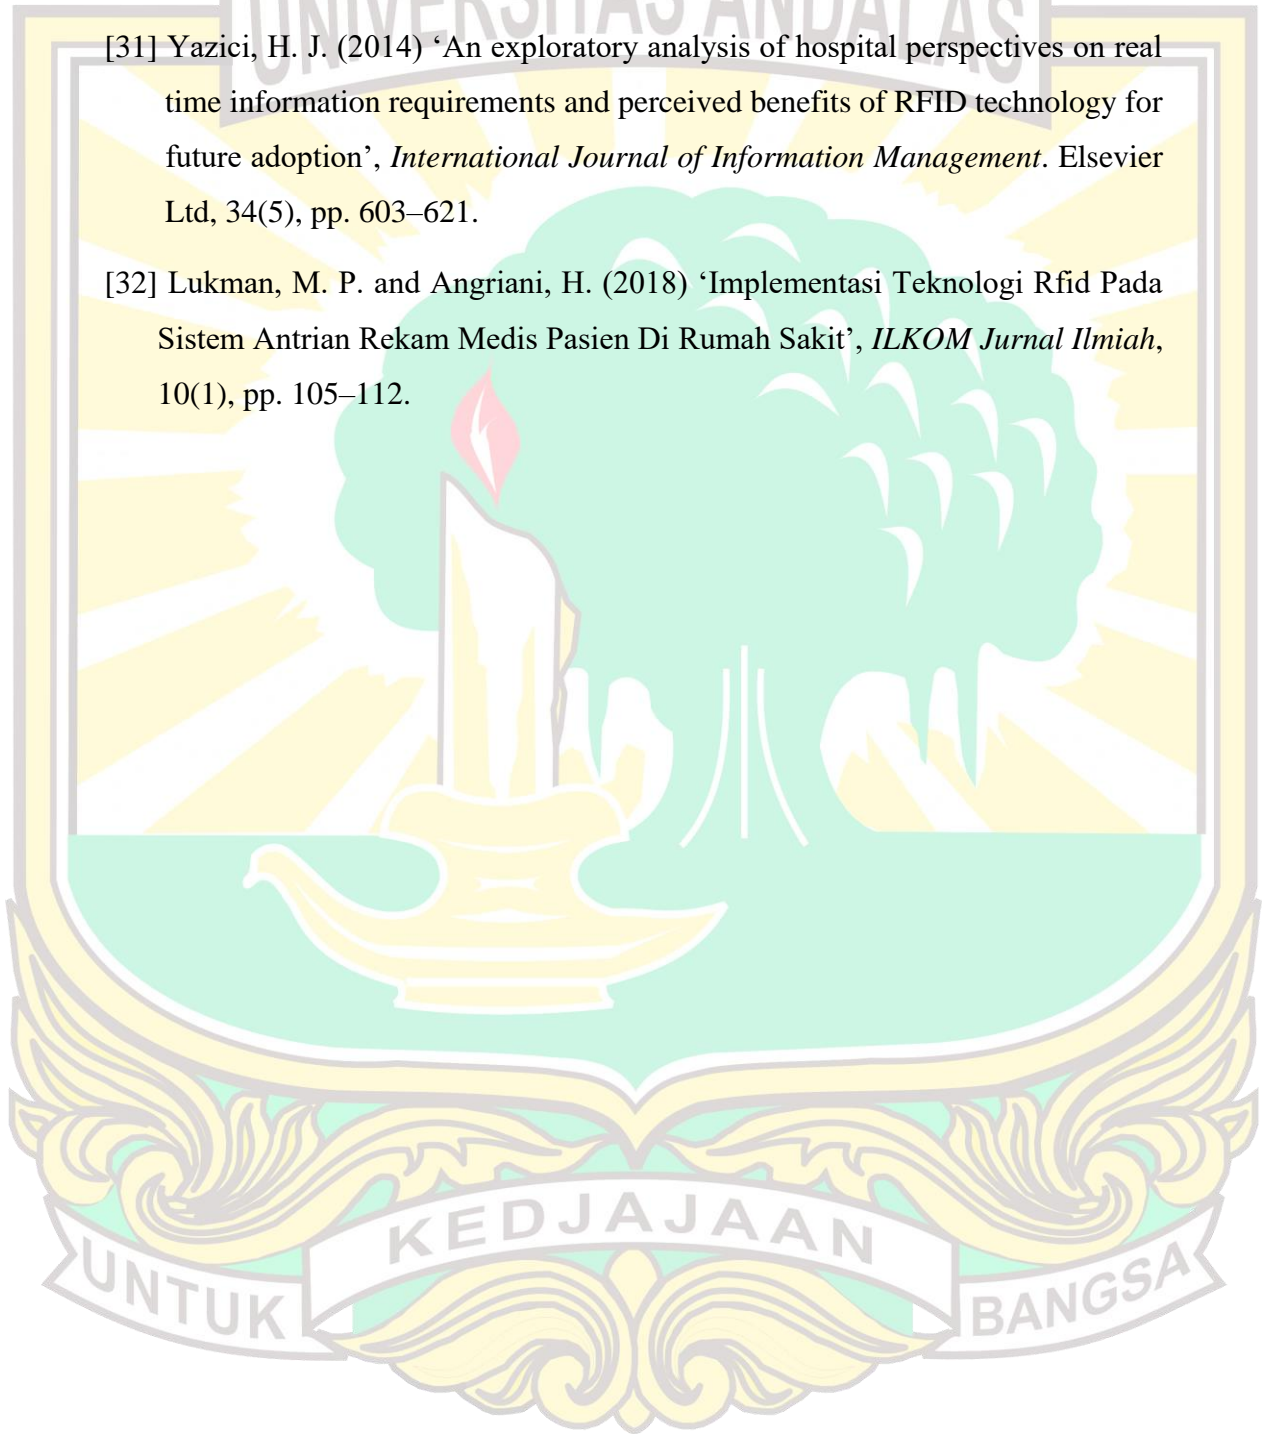 UNIVERSITAS ANDALAS
[31] Yazici, H. J. (2014) ‘An exploratory analysis of hospital perspectives on real
time information requirements and perceived benefits of RFID technology for
future adoption’, International Journal of Information Management. Elsevier
Ltd, 34(5), pp. 603–621.
[32] Lukman, M. P. and Angriani, H. (2018) ‘Implementasi Teknologi Rfid Pada
Sistem Antrian Rekam Medis Pasien Di Rumah Sakit’, ILKOM Jurnal Ilmiah,
10(1), pp. 105–112.
UNTUK KEDJAJAAN BANGSA